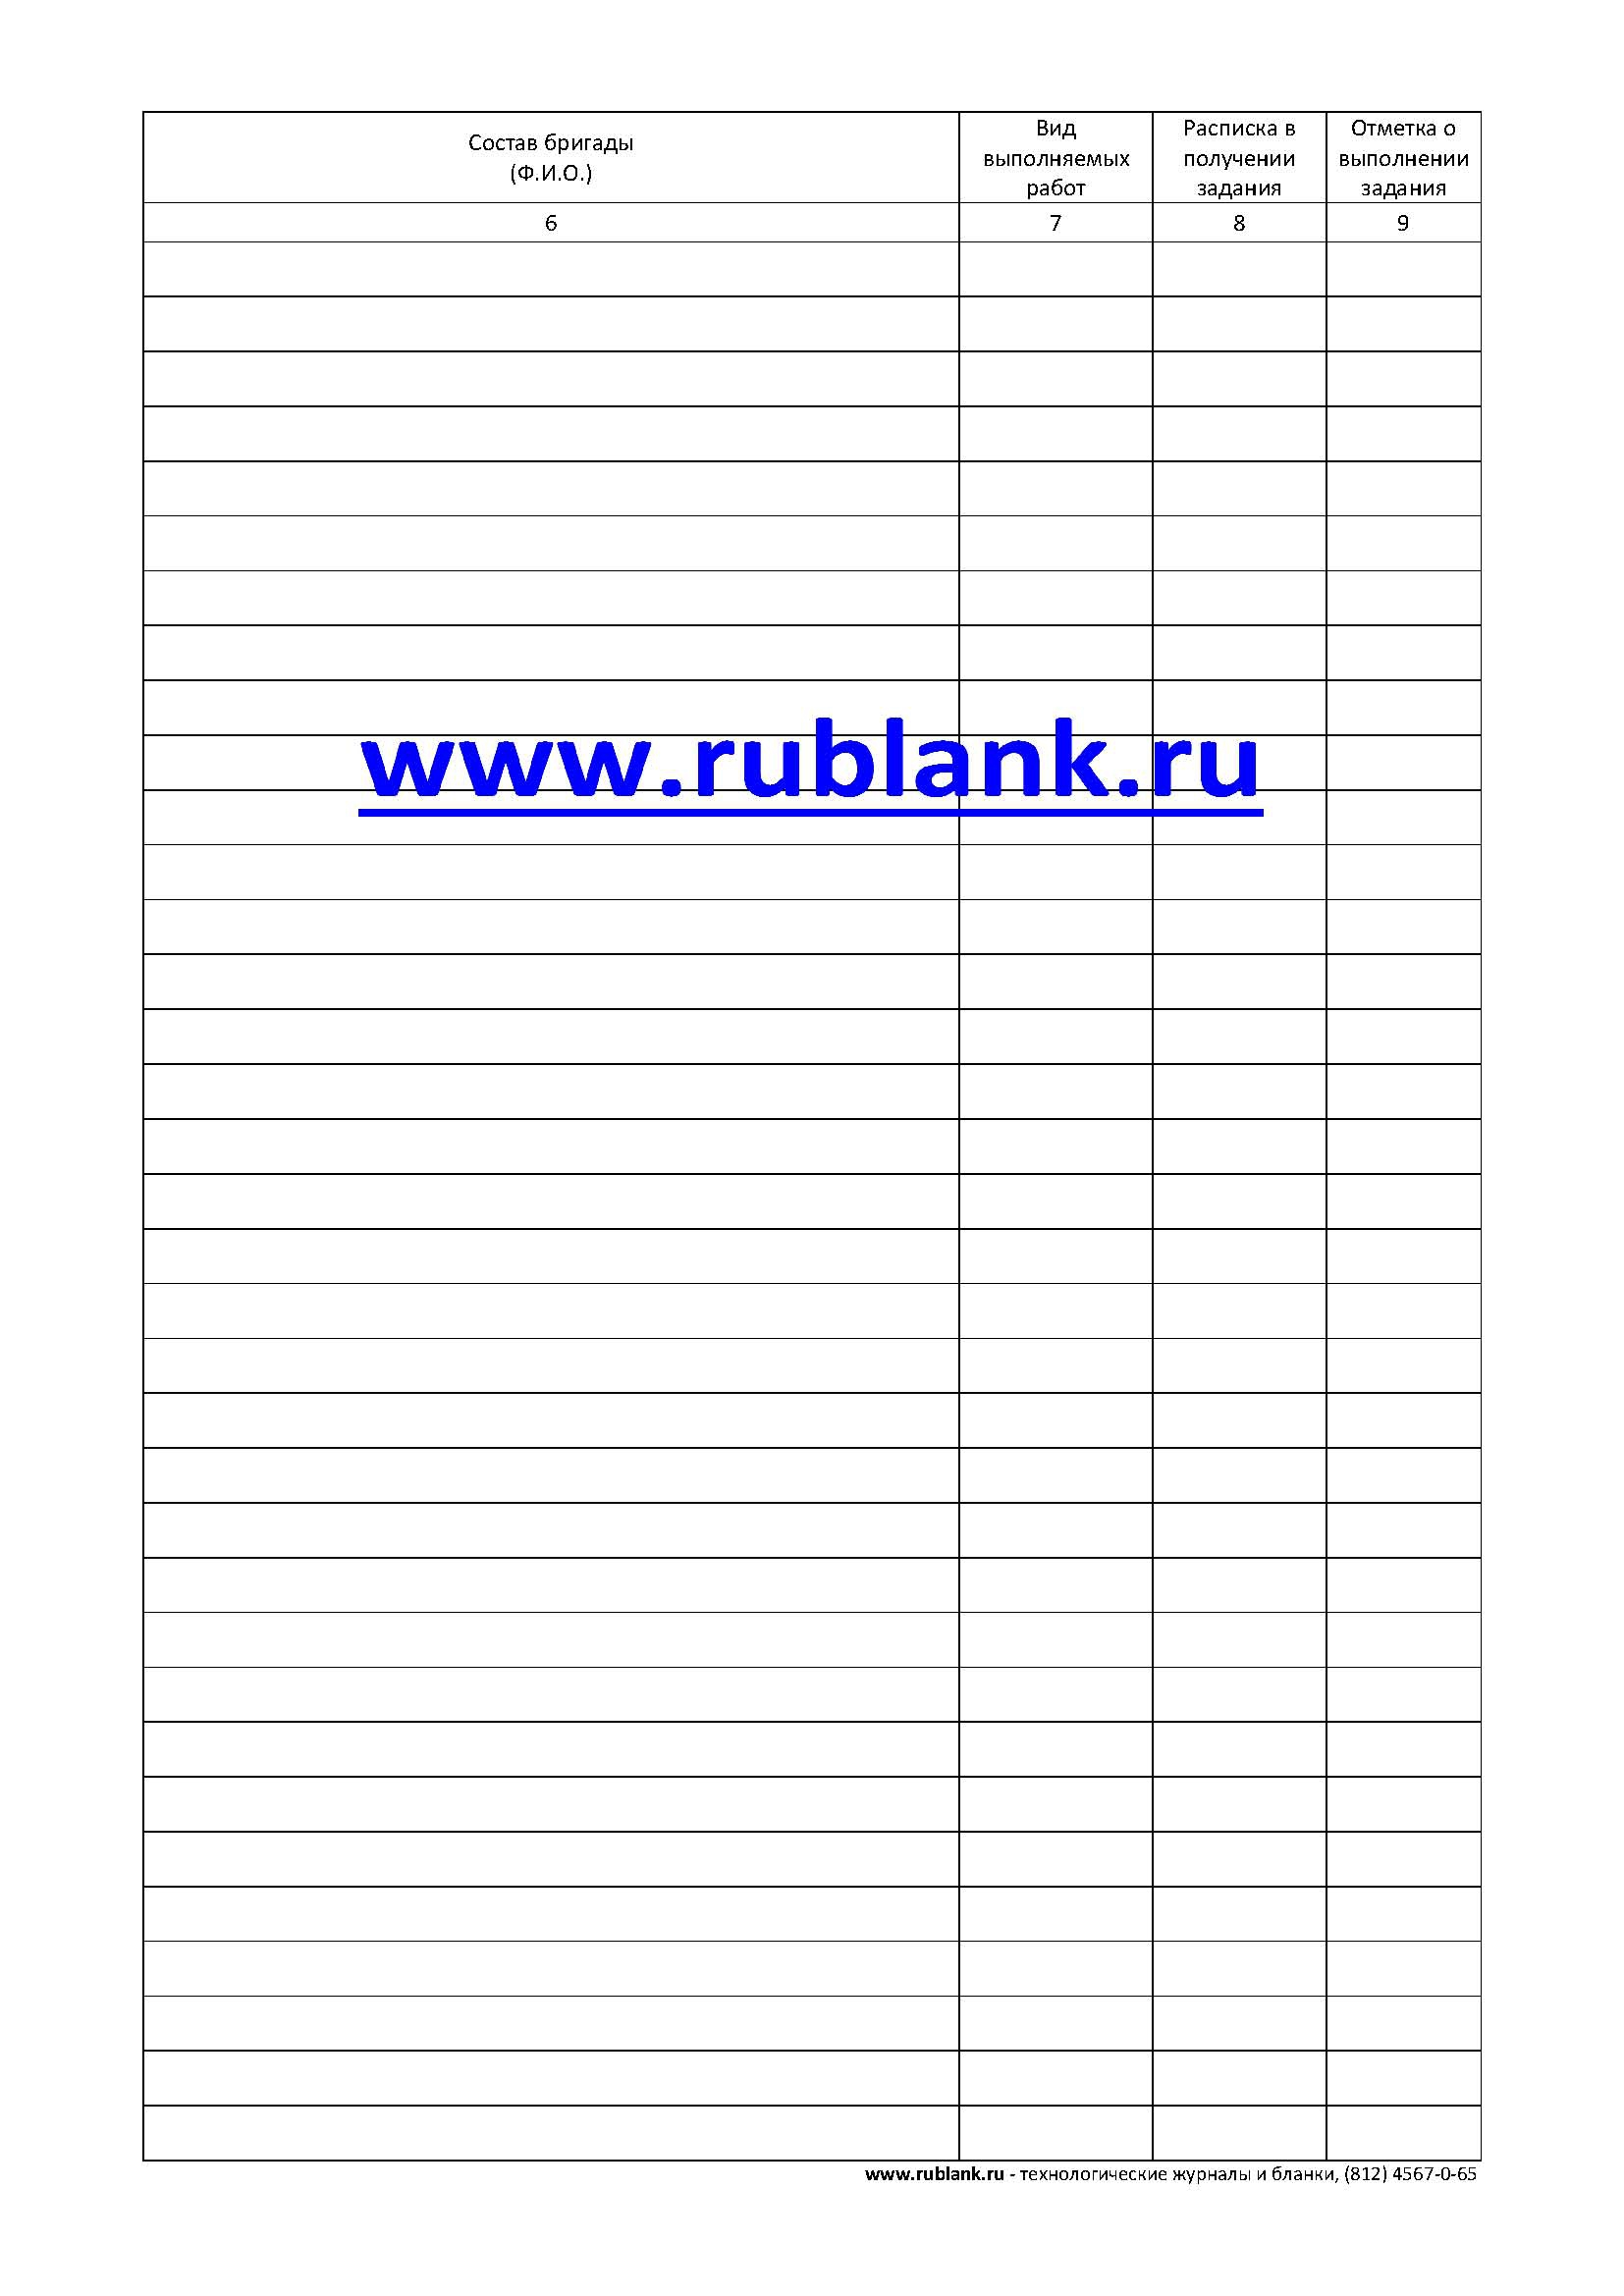 Состав бригады
(Ф.И.О.)
Вид
выполняемых
работ
Расписка в
получении
задания
Отметка о
выполнении
задания
6 7 8 9
www.rublank.ru
www.rublank.ru - технологические журналы и бланки, (812) 4567-0-65